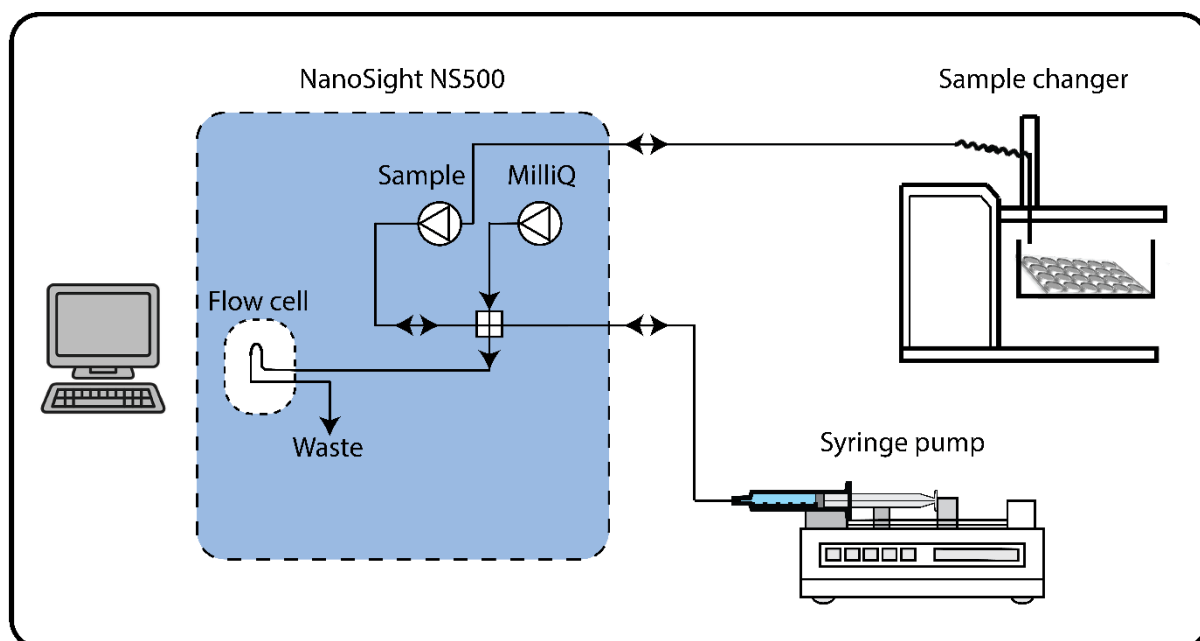 NanoSight NS500
Sample changer
Sample
MilliQ
Flow cell
Waste
Syringe pump